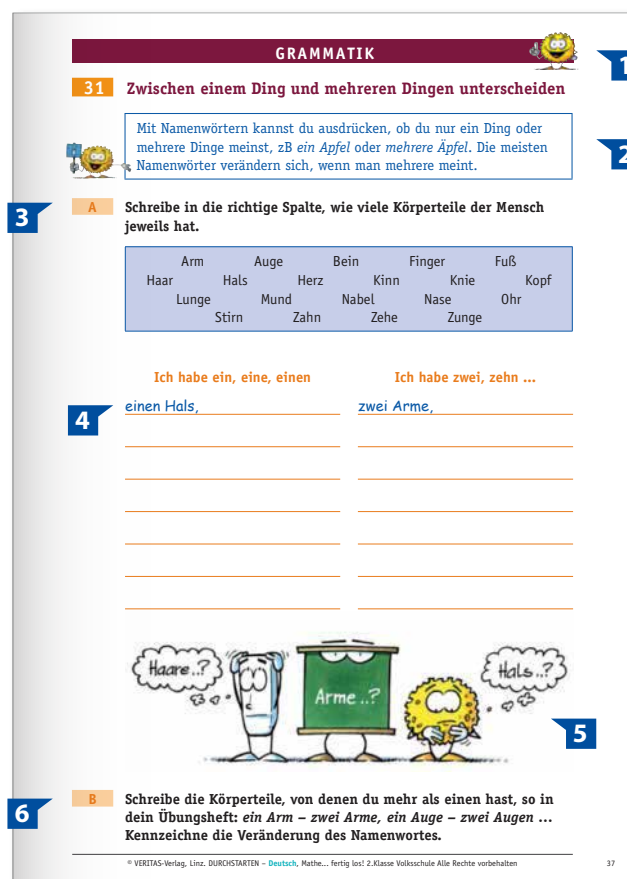 GRAMMATIK
1
31 Zwischen einem Ding und mehreren Dingen unterscheiden
Mit Namenwörtern kannst du ausdrücken, ob du nur ein Ding oder
mehrere Dinge meinst, zB ein Apfel oder mehrere Äpfel. Die meisten
Namenwörter verändern sich, wenn man mehrere meint.
2
3
A Schreibe in die richtige Spalte, wie viele Körperteile der Mensch
jeweils hat.
Arm Auge Bein Finger Fuß
Haar Hals Herz Kinn Knie Kopf
Lunge Mund Nabel Nase Ohr
Stirn Zahn Zehe Zunge
Ich habe ein, eine, einen Ich habe zwei, zehn ...
4
einen Hals, zwei Arme,
Haare..?
Arme ..?
Hals..?
5
6
B Schreibe die Körperteile, von denen du mehr als einen hast, so in
dein Übungsheft: ein Arm – zwei Arme, ein Auge – zwei Augen ...
Kennzeichne die Veränderung des Namenwortes.
© VERITAS-Verlag, Linz. DURCHSTARTEN – Deutsch, Mathe... fertig los! 2.Klasse Volksschule Alle Rechte vorbehalten 37